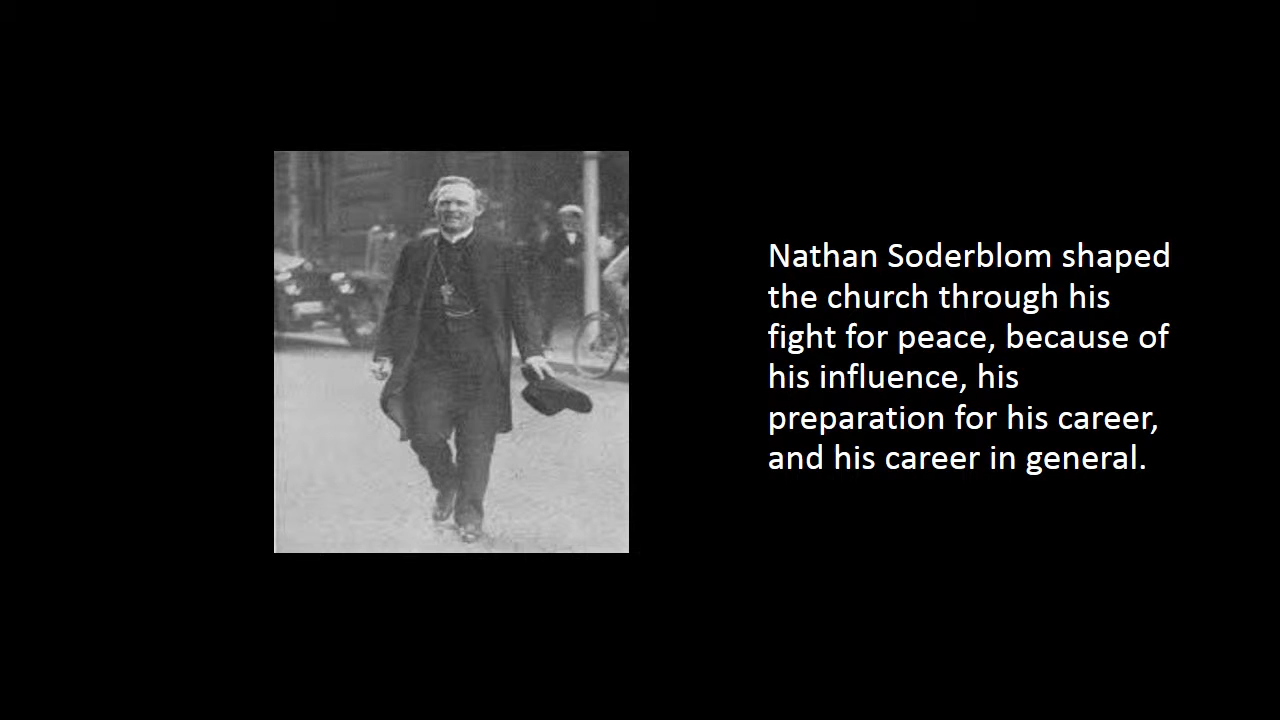 Nathan Soderblom shaped
the church through his
fight for peace, because of
his influence, his
preparation for his career,
and his career in general.